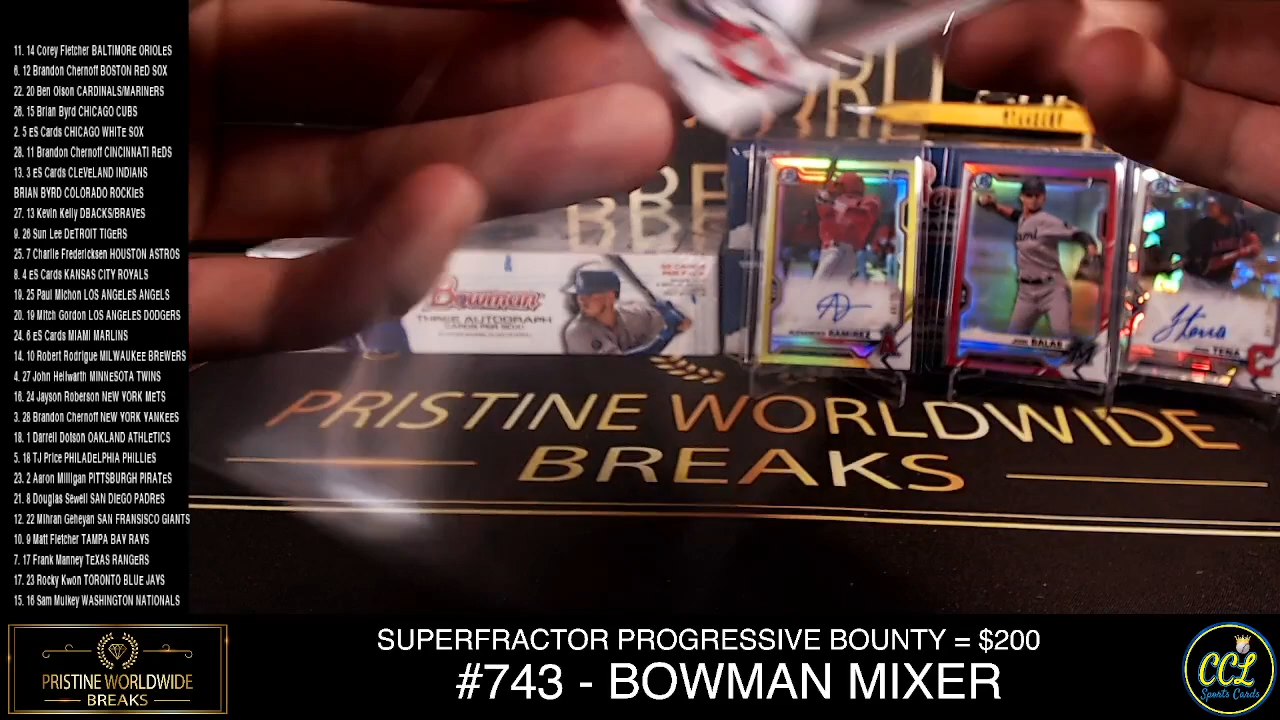 11. 14 Corey Fletcher BALTIMORE ORIOLES
6. 12 Brandon Chernoff BOSTON RED SOX
22. 20 Ben Olson CARDINALS/MARINERS
26. 15 Brian Byrd CHICAGO CUBS
2. 5 eS Cards CHICAGO WHITE SOX
28. 11 Brandon Chernoff CINCINNATI REDS
13. 3 eS Cards CLEVELAND INDIANS
BRIAN BYRD COLORADO ROCKIES
27. 13 Kevin Kelly DBACKS/BRAVES
9. 26 Sun Lee DETROIT TIGERS
25. 7 Charlie Fredericksen HOUSTON ASTROS
8. 4 eS Cards KANSAS CITY ROYALS
19. 25 Paul Michon LOS ANGELES ANGELS
20. 19 Mitch Gordon LOS ANGELES DODGERS
24. 6 eS Cards MIAMI MARLINS
14. 10 Robert Rodrigue MILWAUKEE BREWERS
4. 27 John Hellwarth MINNESOTA TWINS
16. 24 Jayson Roberson NEW YORK METS
3. 28 Brandon Chernoff NEW YORK YANKEES
18. 1 Darrell Dotson OAKLAND ATHLETICS
5. 18 TJ Price PHILADELPHIA PHILLIES
23. 2 Aaron Milligan PITTSBURGH PIRATES
21. 8 Douglas Sewell SAN DIEGO PADRES
12. 22 Mihran Geheyan SAN FRANSISCO GIANTS
10. 9 Matt Fletcher TAMPA BAY RAYS
7. 17 Frank Manney TEXAS RANGERS
17. 23 Rocky Kwon TORONTO BLUE JAYS
15. 16 Sam Mulkey WASHINGTON NATIONALS
Bowman
THREE AUTOGRAPH
CARDS PER BOX!
RAMIREZ
SALAS
TENA
PRISTINE WORLDWIDE
BREAKS
PRISTINE WORLDWIDE
BREAKS
SUPERFRACTOR PROGRESSIVE BOUNTY = $200
#743 - BOWMAN MIXER
CCL
Sports Cards